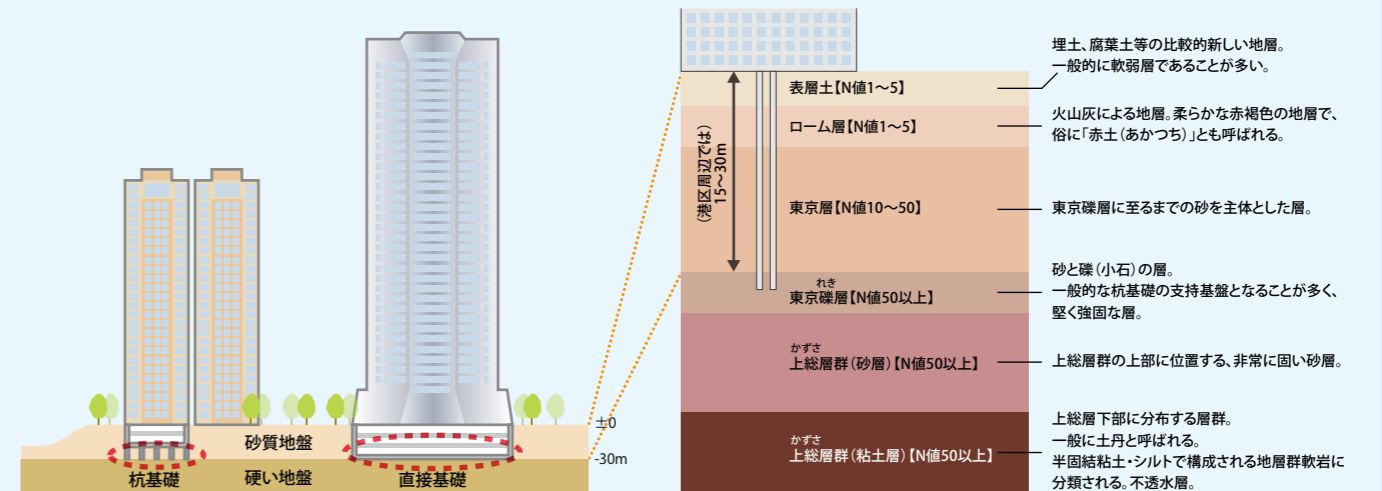 ±0
-30m
砂質地盤
杭基礎
硬い地盤
直接基礎
(港区周辺では)
15～30m
表層土【N値1～5】
埋土、腐葉土等の比較的新しい地層。
一般的に軟弱層であることが多い。
ローム層【N値1～5】
火山灰による地層。柔らかな赤褐色の地層で、
俗に「赤土(あかつち)」とも呼ばれる。
東京層【N値10～50】
東京礫層に至るまでの砂を主体とした層。
れき
東京礫層【N値50以上】
砂と礫(小石)の層。
一般的な杭基礎の支持基盤となることが多く、
堅く強固な層。
かずさ
上総層群(砂層)【N値50以上】
上総層群の上部に位置する、非常に固い砂層。
かずさ
上総層群(粘土層)【N値50以上】
上総層下部に分布する層群。
一般に土丹と呼ばれる。
半固結粘土・シルトで構成される地層群軟岩に
分類される。不透水層。